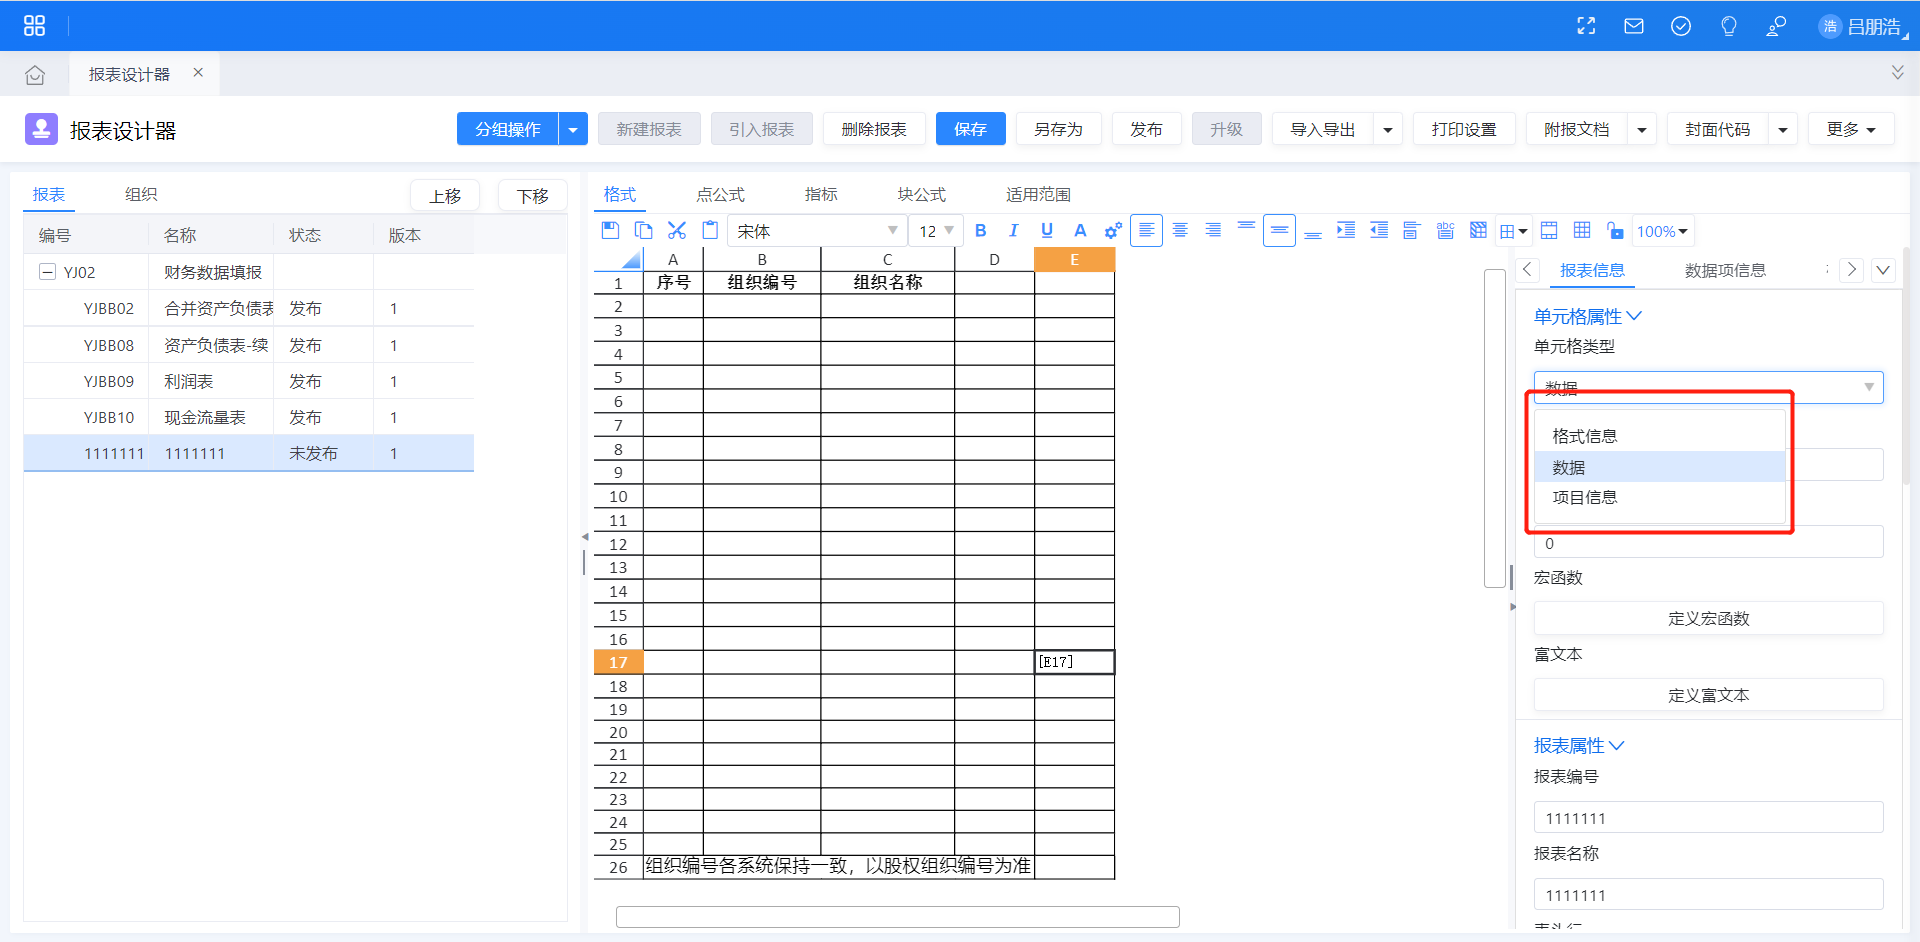 浩 吕朋浩
报表设计器 ×
报表设计器
分组操作 新建报表 引入报表 删除报表 保存 另存为 发布 升级 导入导出 打印设置 附报文档 封面代码 更多
报表 组织 上移 下移
编号 名称 状态 版本
YJ02 财务数据填报
YJBB02 合并资产负债表 发布 1
YJBB08 资产负债表-续 发布 1
YJBB09 利润表 发布 1
YJBB10 现金流量表 发布 1
1111111 1111111 未发布 1
格式 点公式 指标 块公式 适用范围
宋体 12 B I U A abc 100%
A B C D E
1 序号 组织编号 组织名称
2
3
4
5
6
7
8
9
10
11
12
13
14
15
16
17 [E17]
18
19
20
21
22
23
24
25
26 组织编号各系统保持一致，以股权组织编号为准
报表信息 数据项信息
单元格属性
单元格类型
数据
格式信息
数据
项目信息
0
宏函数
定义宏函数
富文本
定义富文本
报表属性
报表编号
1111111
报表名称
1111111